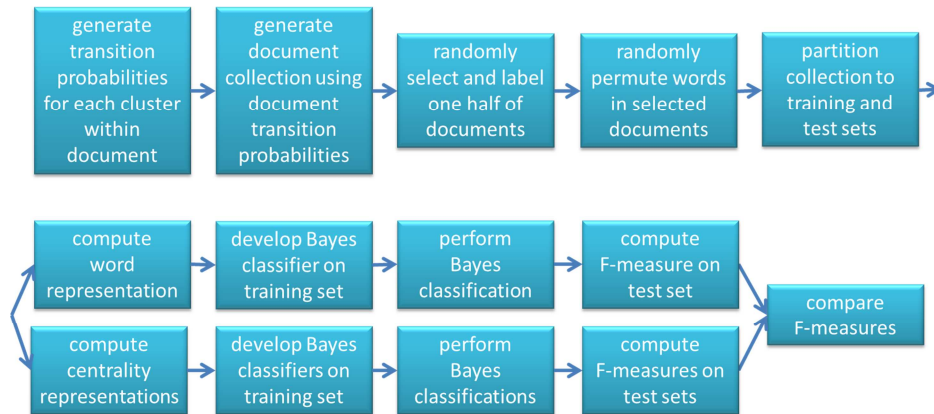 generate
transition
probabilities
for each cluster
within
document
generate
document
collection using
document
transition
probabilities
randomly
select and label
one half of
documents
randomly
permute words
in selected
documents
partition
collection to
training and
test sets
compute
word
representation
develop Bayes
classifier on
training set
perform
Bayes
classification
compute
F-measure on
test set
compute
centrality
representations
develop Bayes
classifiers on
training set
perform
Bayes
classifications
compute
F-measures on
test sets
compare
F-measures